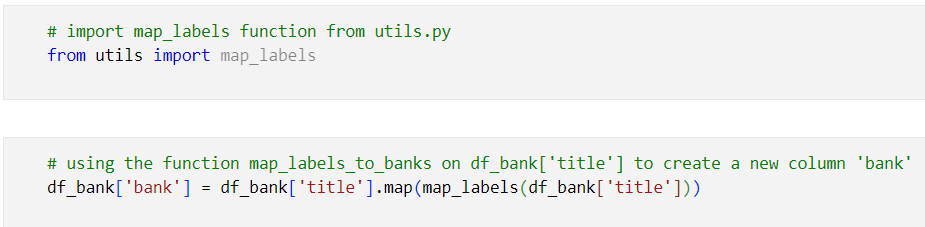 # import map_labels function from utils.py
from utils import map_labels
# using the function map_labels_to_banks on df_bank['title'] to create a new column 'bank'
df_bank['bank'] = df_bank['title'].map(map_labels(df_bank['title']))